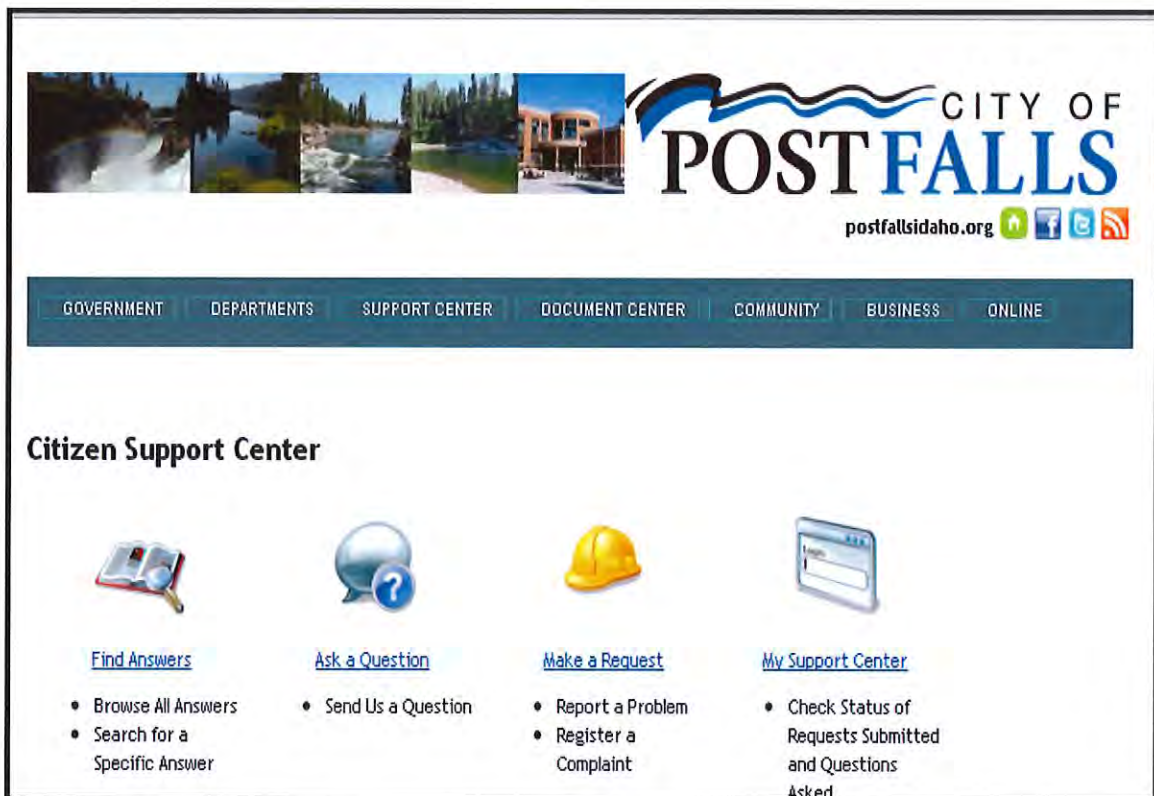 CITY OF
POST FALLS
postfallsidaho.org
GOVERNMENT DEPARTMENTS SUPPORT CENTER DOCUMENT CENTER COMMUNITY BUSINESS ONLINE
Citizen Support Center
Login
?
Find Answers
Ask a Question
Make a Request
My Support Center
• Browse All Answers
• Search for a
Specific Answer
• Send Us a Question
• Report a Problem
• Register a
Complaint
• Check Status of
Requests Submitted
and Questions
Asked